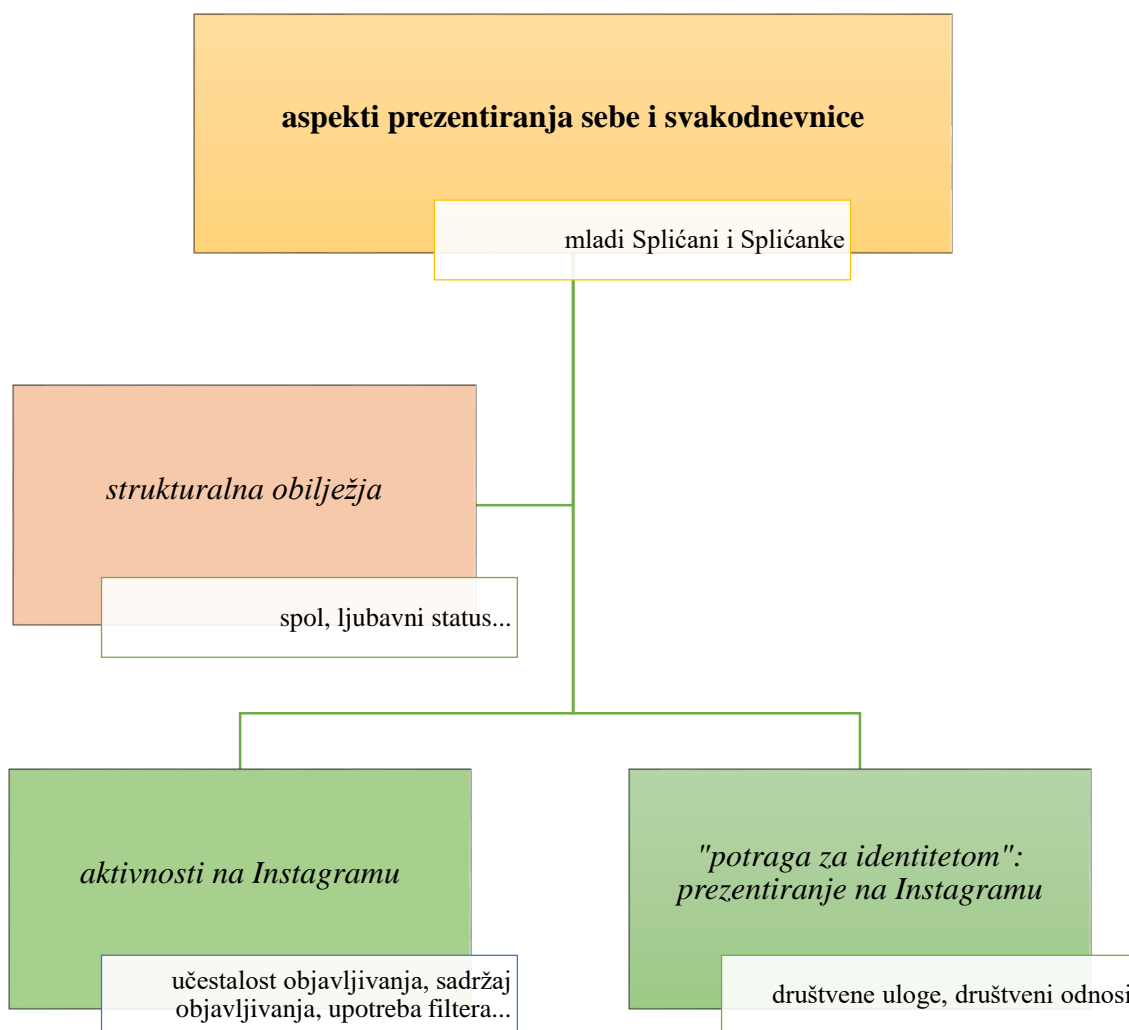 aspekti prezentiranja sebe i svakodnevnice
mladi Splićani i Splićanke
strukturalna obilježja
spol, ljubavni status...
aktivnosti na Instagramu
učestalost objavljivanja, sadržaj
objavljivanja, upotreba filtera...
"potraga za identitetom":
prezentiranje na Instagramu
društvene uloge, društveni odnosi